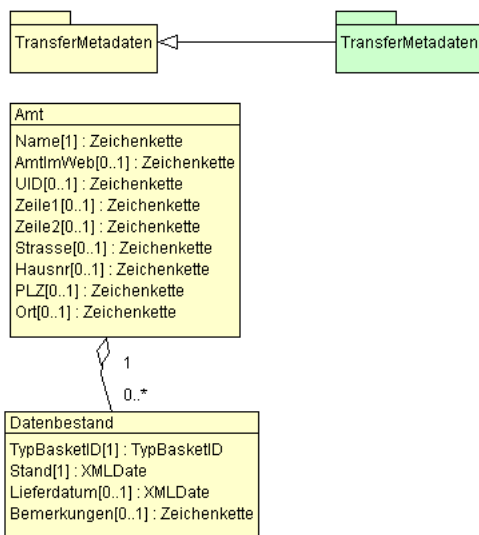 TransferMetadaten
TransferMetadaten
Amt
Name[1] : Zeichenkette
AmtImWeb[0..1] : Zeichenkette
UID[0..1] : Zeichenkette
Zeile1[0..1] : Zeichenkette
Zeile2[0..1] : Zeichenkette
Strasse[0..1] : Zeichenkette
Hausnr[0..1] : Zeichenkette
PLZ[0..1] : Zeichenkette
Ort[0..1] : Zeichenkette
1
0..*
Datenbestand
TypBasketID[1] : TypBasketID
Stand[1] : XMLDate
Lieferdatum[0..1] : XMLDate
Bemerkungen[0..1] : Zeichenkette